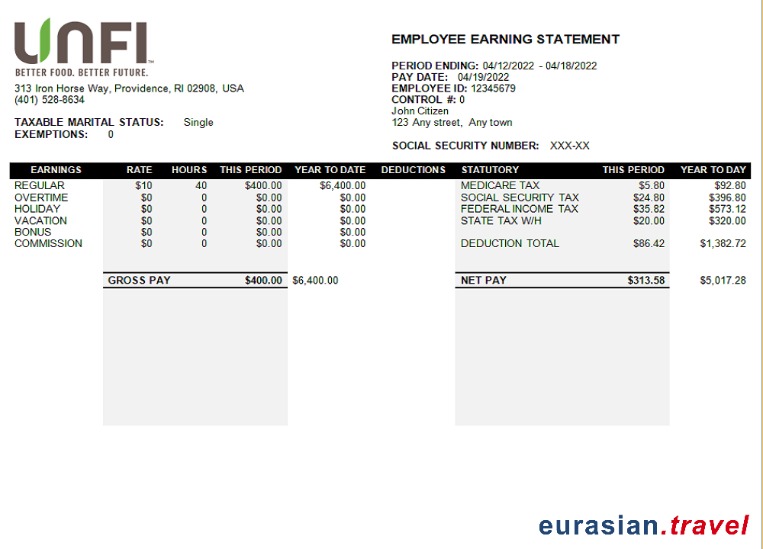 UNFI™
BETTER FOOD. BETTER FUTURE.
313 Iron Horse Way, Providence, RI 02908, USA
(401) 528-8634
TAXABLE MARITAL STATUS: Single
EXEMPTIONS: 0
EMPLOYEE EARNING STATEMENT
PERIOD ENDING: 04/12/2022 - 04/18/2022
PAY DATE: 04/19/2022
EMPLOYEE ID: 12345679
CONTROL #: 0
John Citizen
123 Any street, Any town
SOCIAL SECURITY NUMBER: XXX-XX
EARNINGS RATE HOURS THIS PERIOD YEAR TO DATE DEDUCTIONS STATUTORY THIS PERIOD YEAR TO DAY
REGULAR $10 40 $400.00 $6,400.00 MEDICARE TAX $5.80 $92.80
OVERTIME $0 0 $0.00 $0.00 SOCIAL SECURITY TAX $24.80 $396.80
HOLIDAY $0 0 $0.00 $0.00 FEDERAL INCOME TAX $35.82 $573.12
VACATION $0 0 $0.00 $0.00 STATE TAX W/H $20.00 $320.00
BONUS $0 0 $0.00 $0.00
COMMISSION $0 0 $0.00 $0.00 DEDUCTION TOTAL $86.42 $1,382.72
GROSS PAY $400.00 $6,400.00 NET PAY $313.58 $5,017.28
eurasian.travel